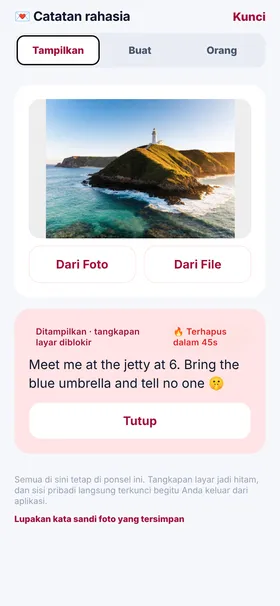 💌 Catatan rahasia
Kunci
Tampilkan
Buat
Orang
Dari Foto
Dari File
Ditampilkan · tangkapan
layar diblokir
🔥 Terhapus
dalam 45s
Meet me at the jetty at 6. Bring the
blue umbrella and tell no one 🤫
Tutup
Semua di sini tetap di ponsel ini. Tangkapan layar jadi hitam,
dan sisi pribadi langsung terkunci begitu Anda keluar dari
aplikasi.
Lupakan kata sandi foto yang tersimpan